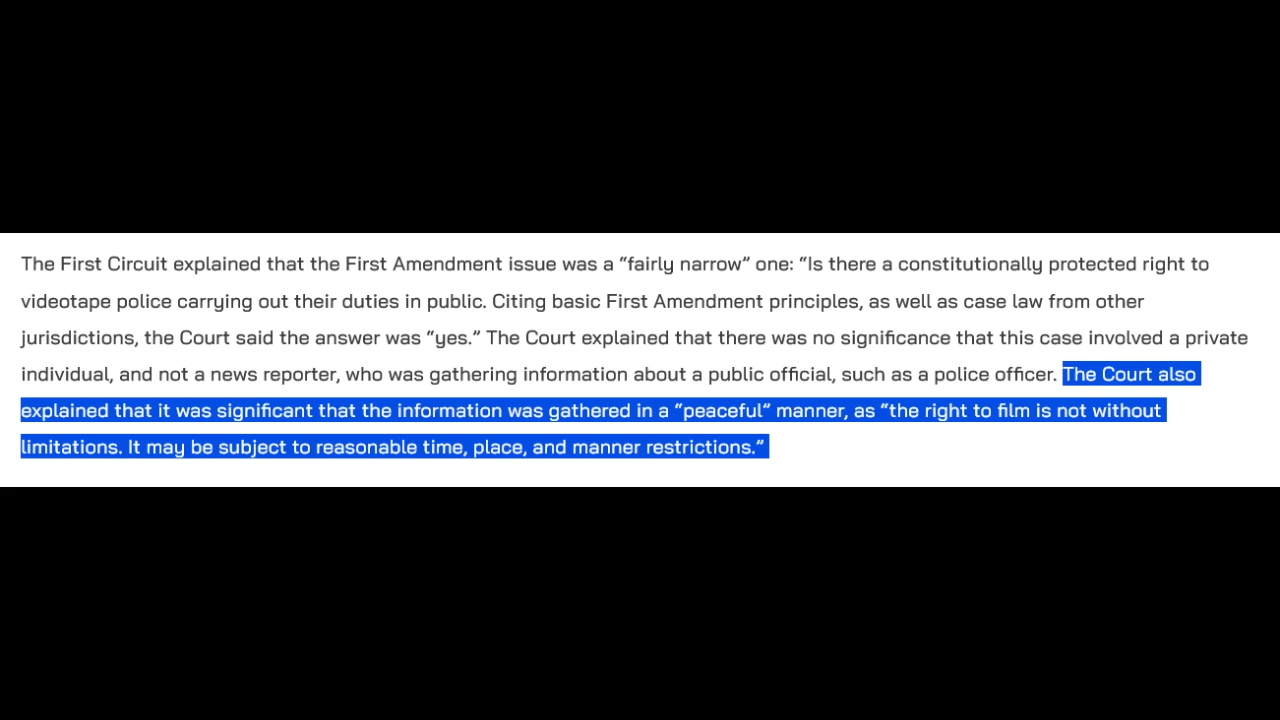 The First Circuit explained that the First Amendment issue was a “fairly narrow” one: “Is there a constitutionally protected right to
videotape police carrying out their duties in public. Citing basic First Amendment principles, as well as case law from other
jurisdictions, the Court said the answer was “yes.” The Court explained that there was no significance that this case involved a private
individual, and not a news reporter, who was gathering information about a public official, such as a police officer. The Court also
explained that it was significant that the information was gathered in a “peaceful” manner, as “the right to film is not without
limitations. It may be subject to reasonable time, place, and manner restrictions.”